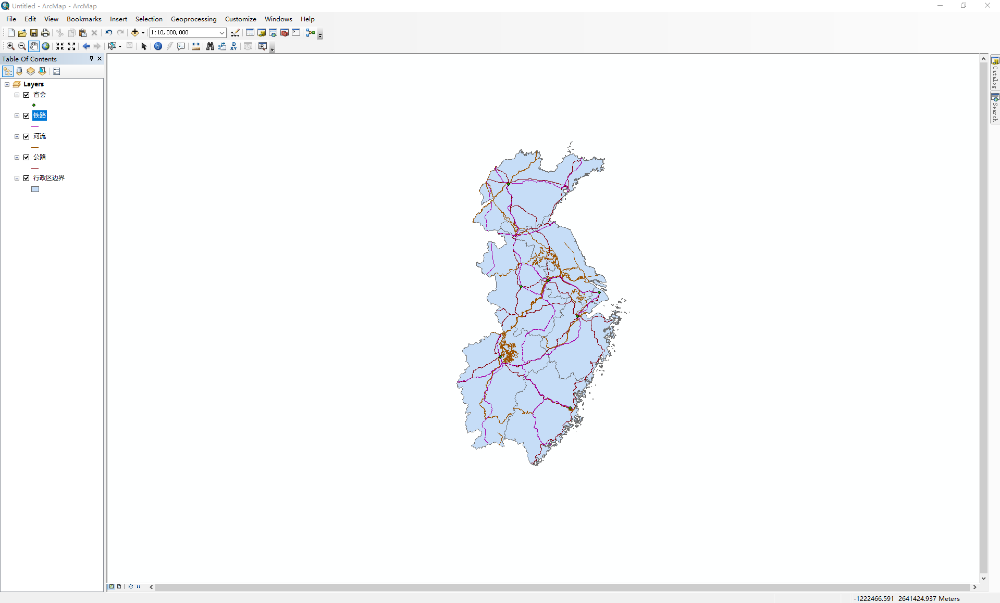 Untitled - ArcMap - ArcMap
File Edit View Bookmarks Insert Selection Geoprocessing Customize Windows Help
1:10,000,000
XY
Table Of Contents
Layers
省会
铁路
河流
公路
行政区边界
Catalog
Search
-1222466.591 2641424.937 Meters